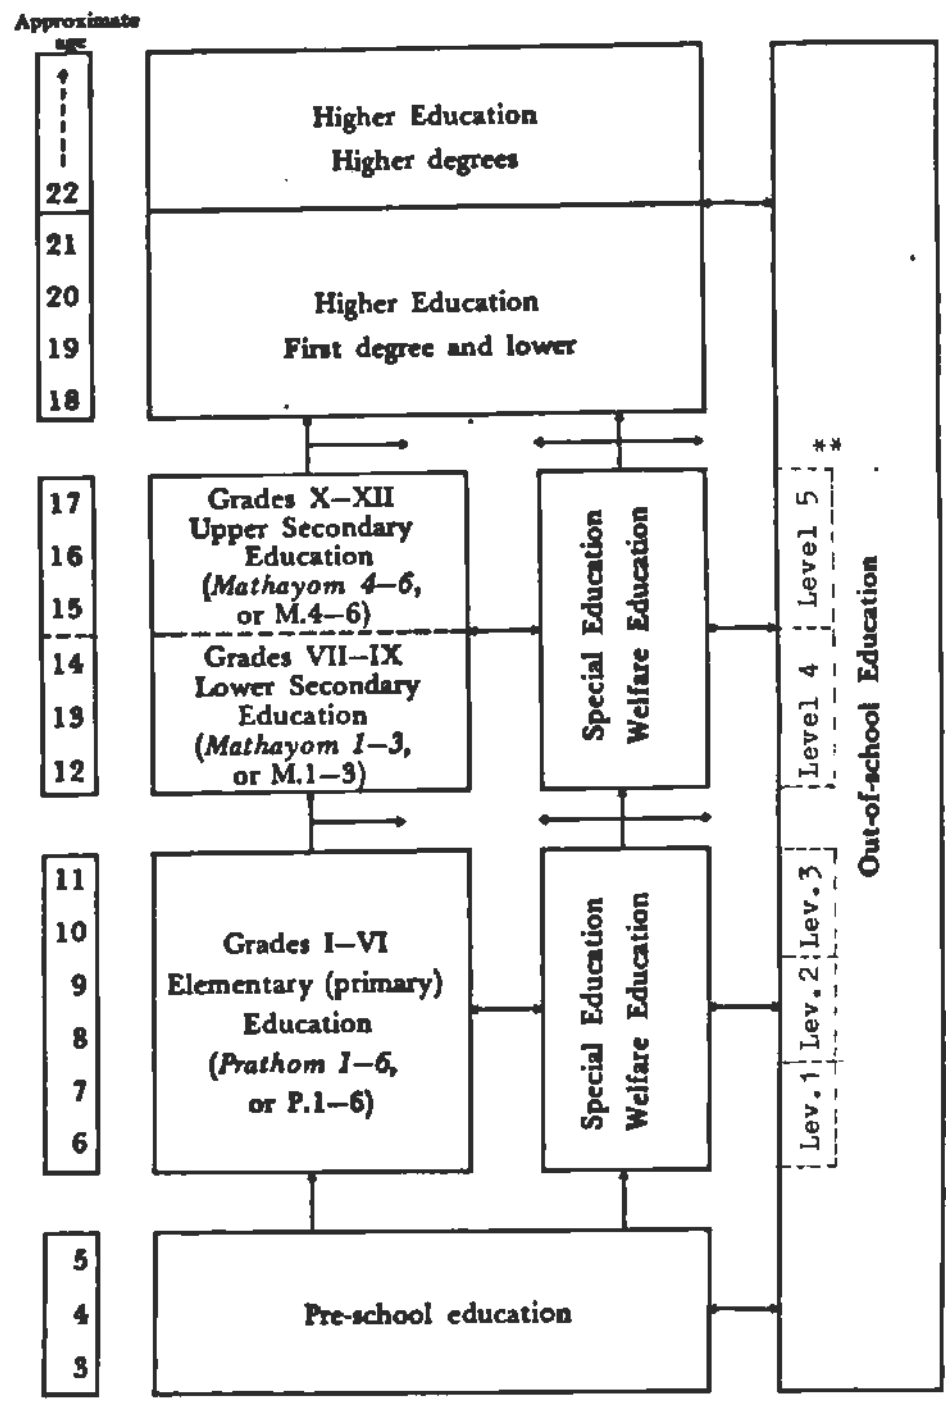 Approximate
age
22
21
20
19
18
17
16
15
14
13
12
11
10
9
8
7
6
5
4
3
Higher Education
Higher degrees
Higher Education
First degree and lower
Grades X–XII
Upper Secondary
Education
(Mathayom 4–6,
or M.4–6)
Grades VII–IX
Lower Secondary
Education
(Mathayom 1–3,
or M.1–3)
Special Education
Welfare Education
Grades I–VI
Elementary (primary)
Education
(Prathom 1–6,
or P.1–6)
Special Education
Welfare Education
Pre-school education
**
Level 5
Level 4
Lev.3
Lev.2
Lev.1
Out-of-school Education